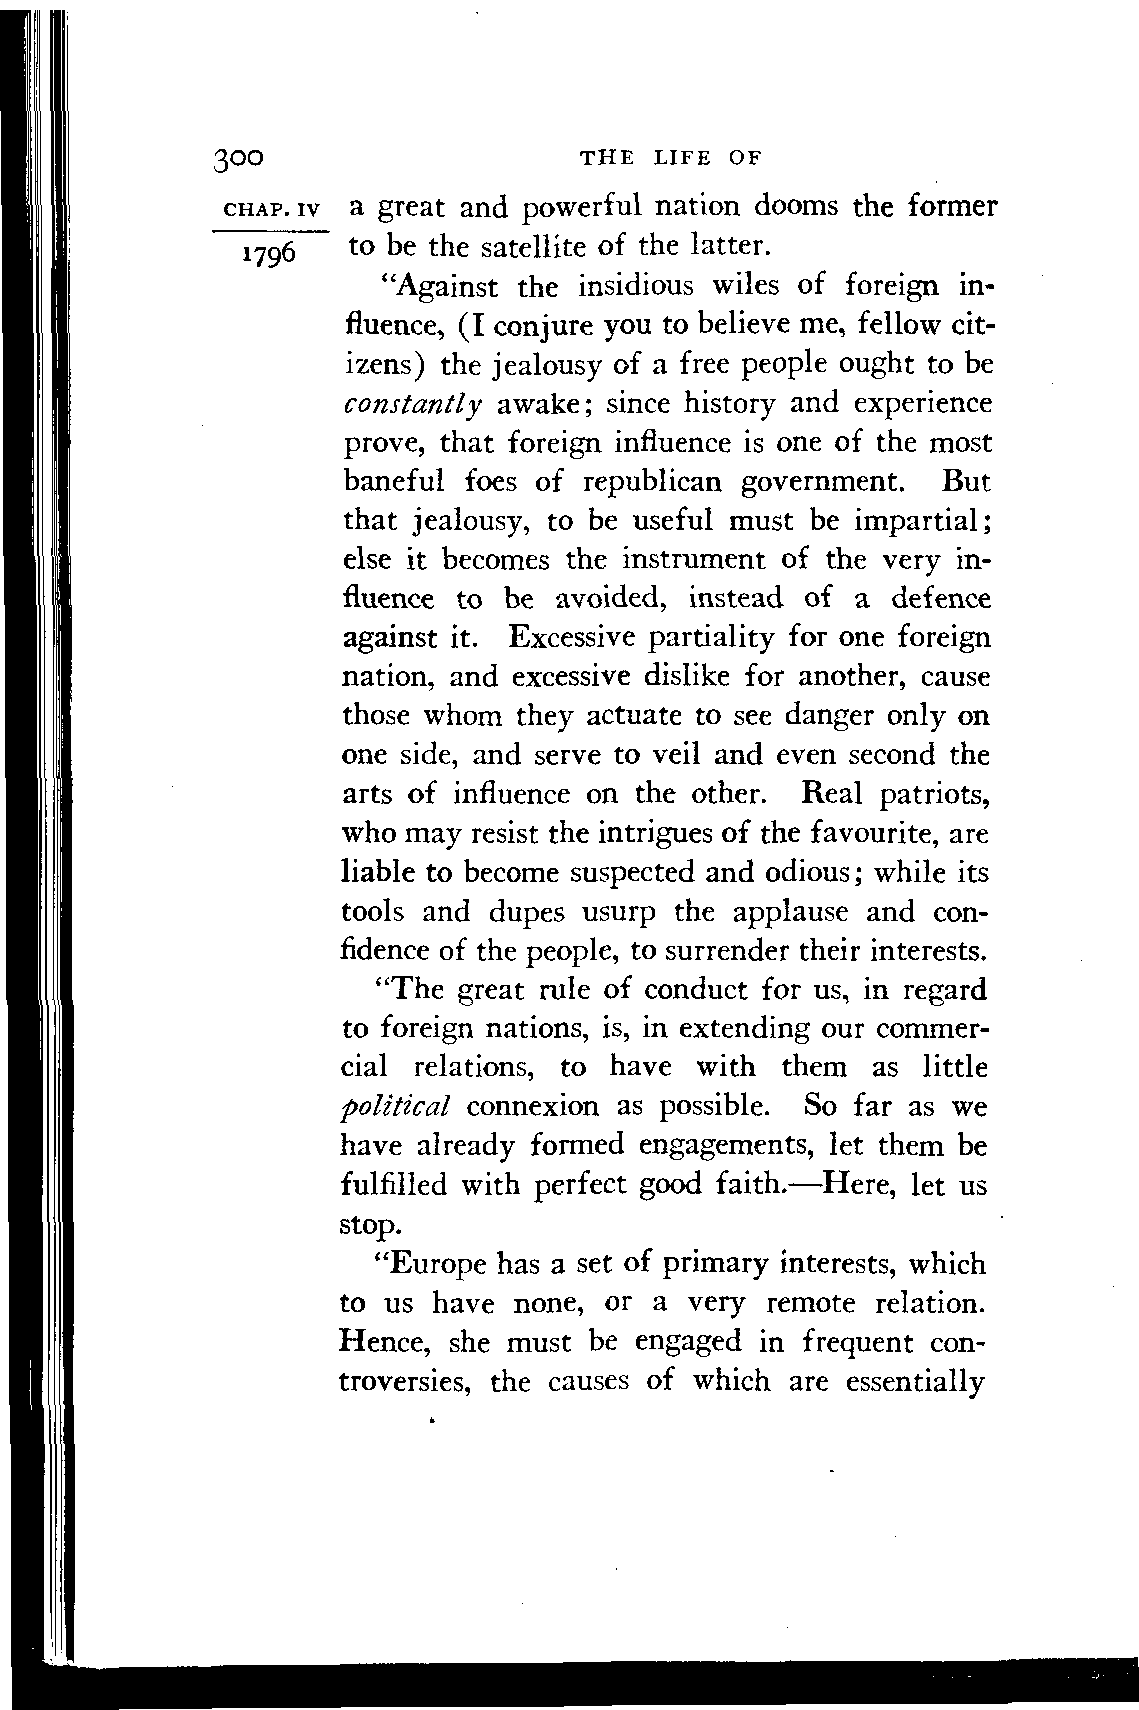 300 THE LIFE OF
CHAP. IV a great and powerful nation dooms the former
1796 to be the satellite of the latter.
"Against the insidious wiles of foreign in-
fluence, (I conjure you to believe me, fellow cit-
izens) the jealousy of a free people ought to be
constantly awake; since history and experience
prove, that foreign influence is one of the most
baneful foes of republican government. But
that jealousy, to be useful must be impartial;
else it becomes the instrument of the very in-
fluence to be avoided, instead of a defence
against it. Excessive partiality for one foreign
nation, and excessive dislike for another, cause
those whom they actuate to see danger only on
one side, and serve to veil and even second the
arts of influence on the other. Real patriots,
who may resist the intrigues of the favourite, are
liable to become suspected and odious; while its
tools and dupes usurp the applause and con-
fidence of the people, to surrender their interests.
"The great rule of conduct for us, in regard
to foreign nations, is, in extending our commer-
cial relations, to have with them as little
political connexion as possible. So far as we
have already formed engagements, let them be
fulfilled with perfect good faith.—Here, let us
stop.
"Europe has a set of primary interests, which
to us have none, or a very remote relation.
Hence, she must be engaged in frequent con-
troversies, the causes of which are essentially